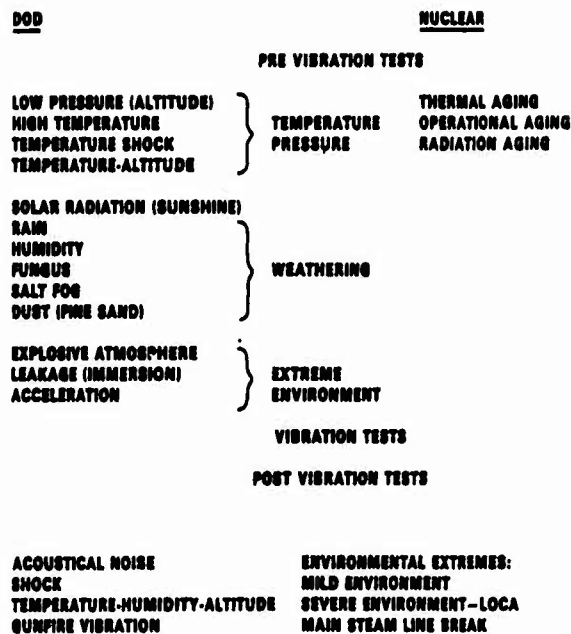 DOD NUCLEAR
PRE VIBRATION TESTS
LOW PRESSURE (ALTITUDE) THERMAL AGING
HIGH TEMPERATURE TEMPERATURE OPERATIONAL AGING
TEMPERATURE SHOCK PRESSURE RADIATION AGING
TEMPERATURE-ALTITUDE
SOLAR RADIATION (SUNSHINE)
RAIN
HUMIDITY
FUNGUS WEATHERING
SALT FOG
DUST (FINE SAND)
EXPLOSIVE ATMOSPHERE
LEAKAGE (IMMERSION) EXTREME
ACCELERATION ENVIRONMENT
VIBRATION TESTS
POST VIBRATION TESTS
ACOUSTICAL NOISE ENVIRONMENTAL EXTREMES:
SHOCK MILD ENVIRONMENT
TEMPERATURE-HUMIDITY-ALTITUDE SEVERE ENVIRONMENT–LOCA
GUNFIRE VIBRATION MAIN STEAM LINE BREAK